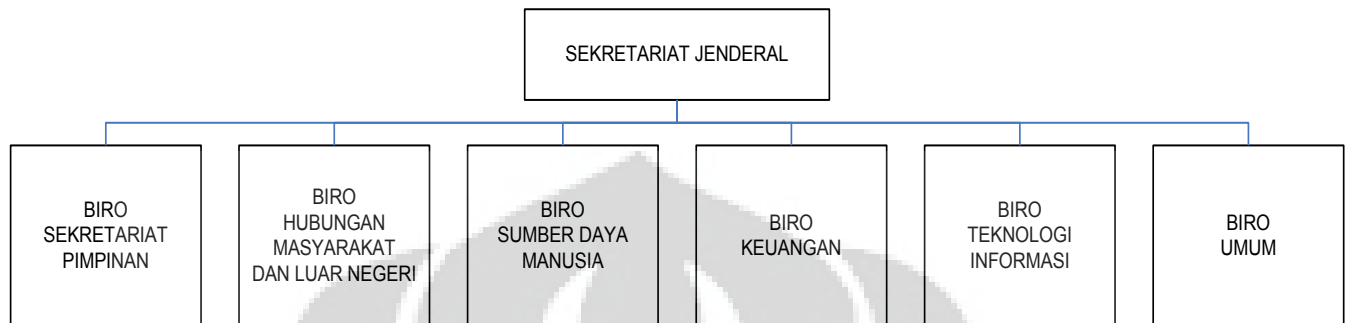 SEKRETARIAT JENDERAL
BIRO
SEKRETARIAT
PIMPINAN
BIRO
HUBUNGAN
MASYARAKAT
DAN LUAR NEGERI
BIRO
SUMBER DAYA
MANUSIA
BIRO
KEUANGAN
BIRO
TEKNOLOGI
INFORMASI
BIRO
UMUM